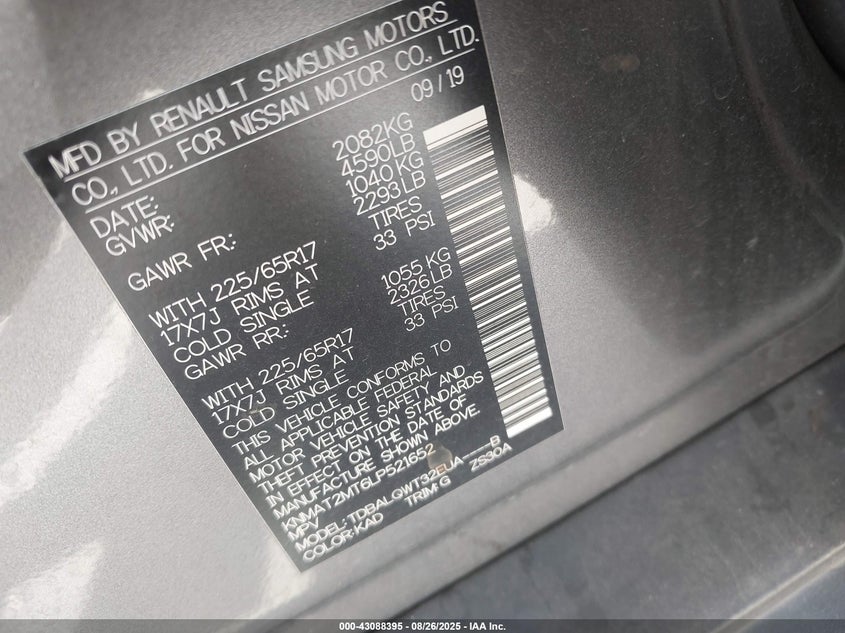 MFD BY RENAULT SAMSUNG MOTORS
CO., LTD. FOR NISSAN MOTOR CO., LTD.
DATE: 09/19
GVWR: 2082KG
4590LB
GAWR FR: 1040KG
2293LB
WITH 225/65R17 TIRES
17X7J RIMS AT 33 PSI
COLD SINGLE
GAWR RR: 1055 KG
2326LB
WITH 225/65R17 TIRES
17X7J RIMS AT 33 PSI
COLD SINGLE
THIS VEHICLE CONFORMS TO
ALL APPLICABLE FEDERAL
MOTOR VEHICLE SAFETY AND
THEFT PREVENTION STANDARDS
IN EFFECT ON THE DATE OF
MANUFACTURE SHOWN ABOVE.
KNMAT2MT6LP521652
MPV
MODEL: TDBALGWT32EUA----B
COLOR:KAD TRIM:G ZS30A
000-43088395 - 08/26/2025 - IAA Inc.